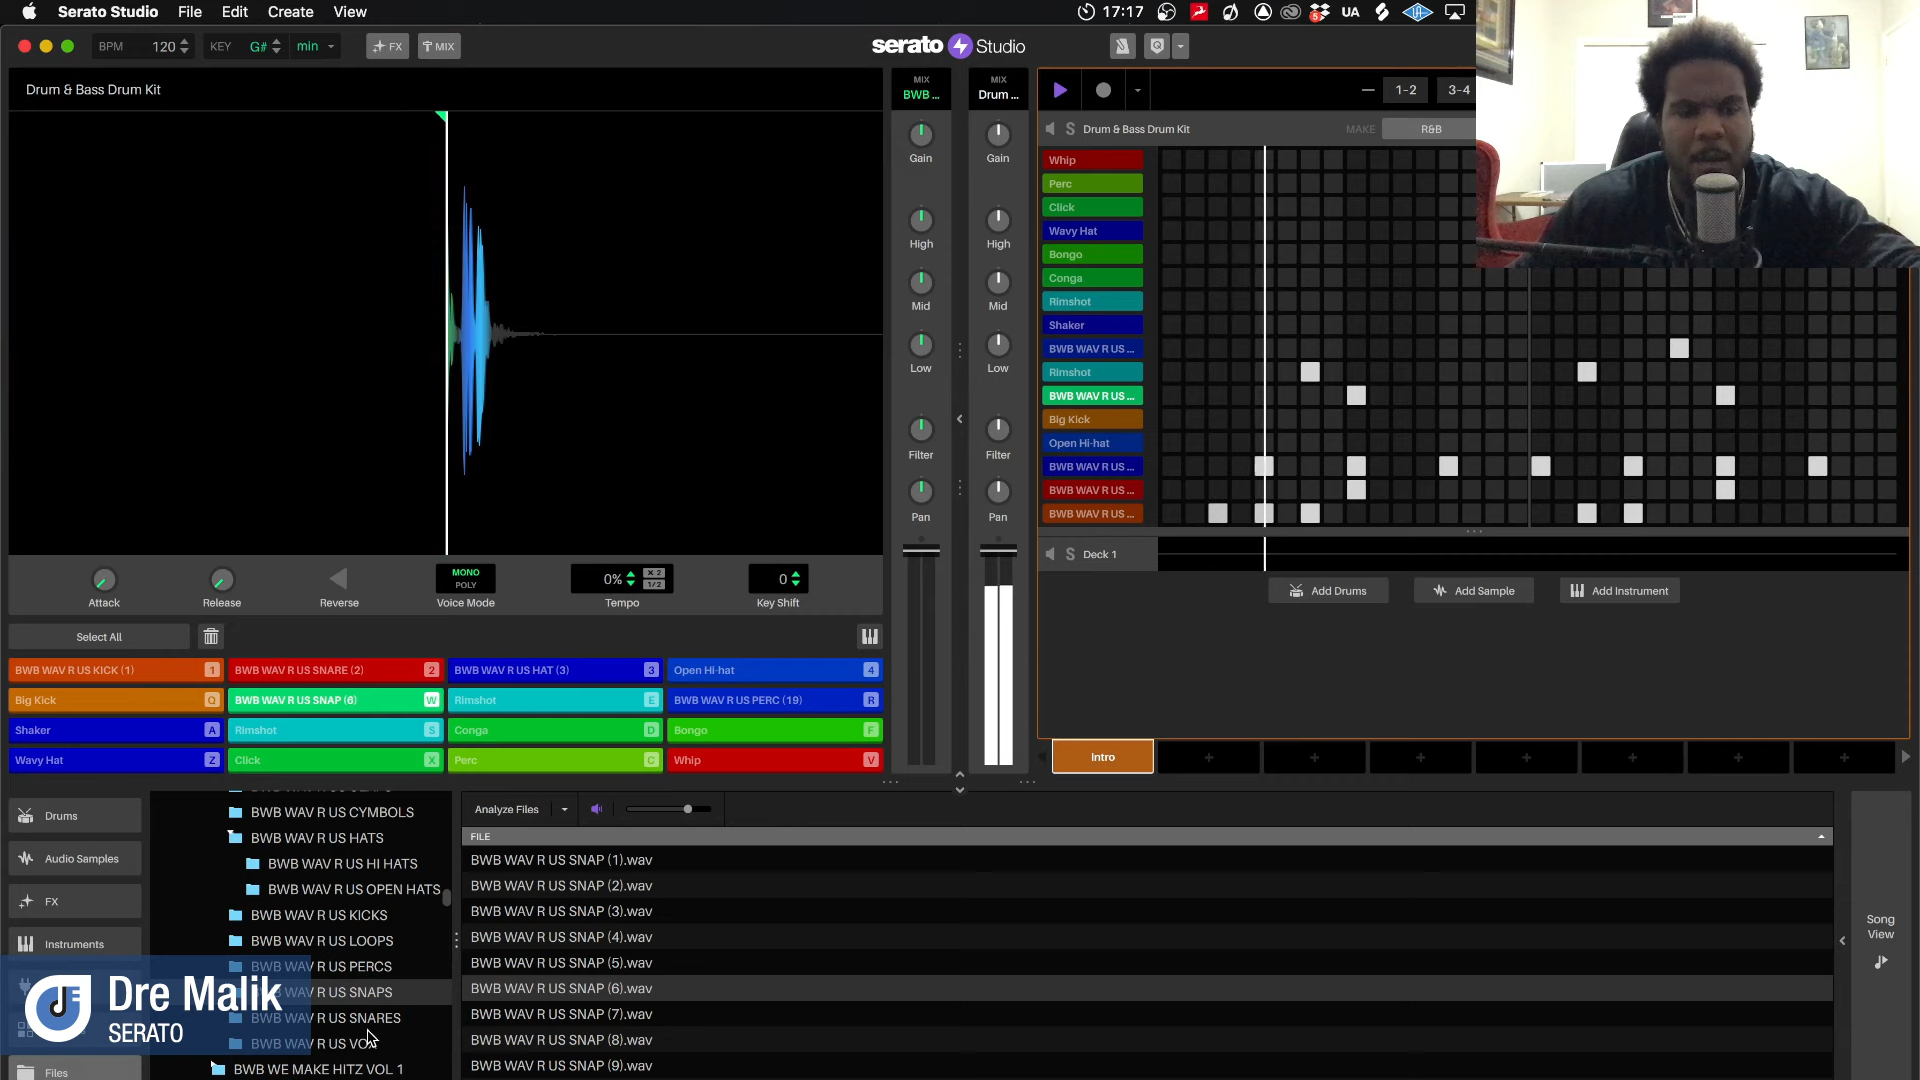 Serato Studio File Edit Create View 17:17 UA
BPM 120 KEY G# min FX MIX serato Studio Q
Drum & Bass Drum Kit
MIX
BWB ...
Gain
High
Mid
Low
Filter
Pan
MIX
Drum ...
Gain
High
Mid
Low
Filter
Pan
1-2 3-4
S Drum & Bass Drum Kit MAKE R&B
Whip
Perc
Click
Wavy Hat
Bongo
Conga
Rimshot
Shaker
BWB WAV R US ...
Rimshot
BWB WAV R US ...
Big Kick
Open Hi-hat
BWB WAV R US ...
BWB WAV R US ...
BWB WAV R US ...
S Deck 1
Add Drums Add Sample Add Instrument
Intro + + + + + + +
MONO
POLY
0% X 2
1/2
0
Attack Release Reverse Voice Mode Tempo Key Shift
Select All
BWB WAV R US KICK (1) 1 BWB WAV R US SNARE (2) 2 BWB WAV R US HAT (3) 3 Open Hi-hat 4
Big Kick Q BWB WAV R US SNAP (6) W Rimshot E BWB WAV R US PERC (19) R
Shaker A Rimshot S Conga D Bongo F
Wavy Hat Z Click X Perc C Whip V
Drums
Audio Samples
FX
Instruments
Files
BWB WAV R US CYMBOLS
BWB WAV R US HATS
BWB WAV R US HI HATS
BWB WAV R US OPEN HATS
BWB WAV R US KICKS
BWB WAV R US LOOPS
BWB WAV R US PERCS
WAV R US SNAPS
BWB WAV R US SNARES
BWB WAV R US
BWB WE MAKE HITZ VOL 1
Dre Malik
SERATO
Analyze Files
FILE
BWB WAV R US SNAP (1).wav
BWB WAV R US SNAP (2).wav
BWB WAV R US SNAP (3).wav
BWB WAV R US SNAP (4).wav
BWB WAV R US SNAP (5).wav
BWB WAV R US SNAP (6).wav
BWB WAV R US SNAP (7).wav
BWB WAV R US SNAP (8).wav
BWB WAV R US SNAP (9).wav
Song
View